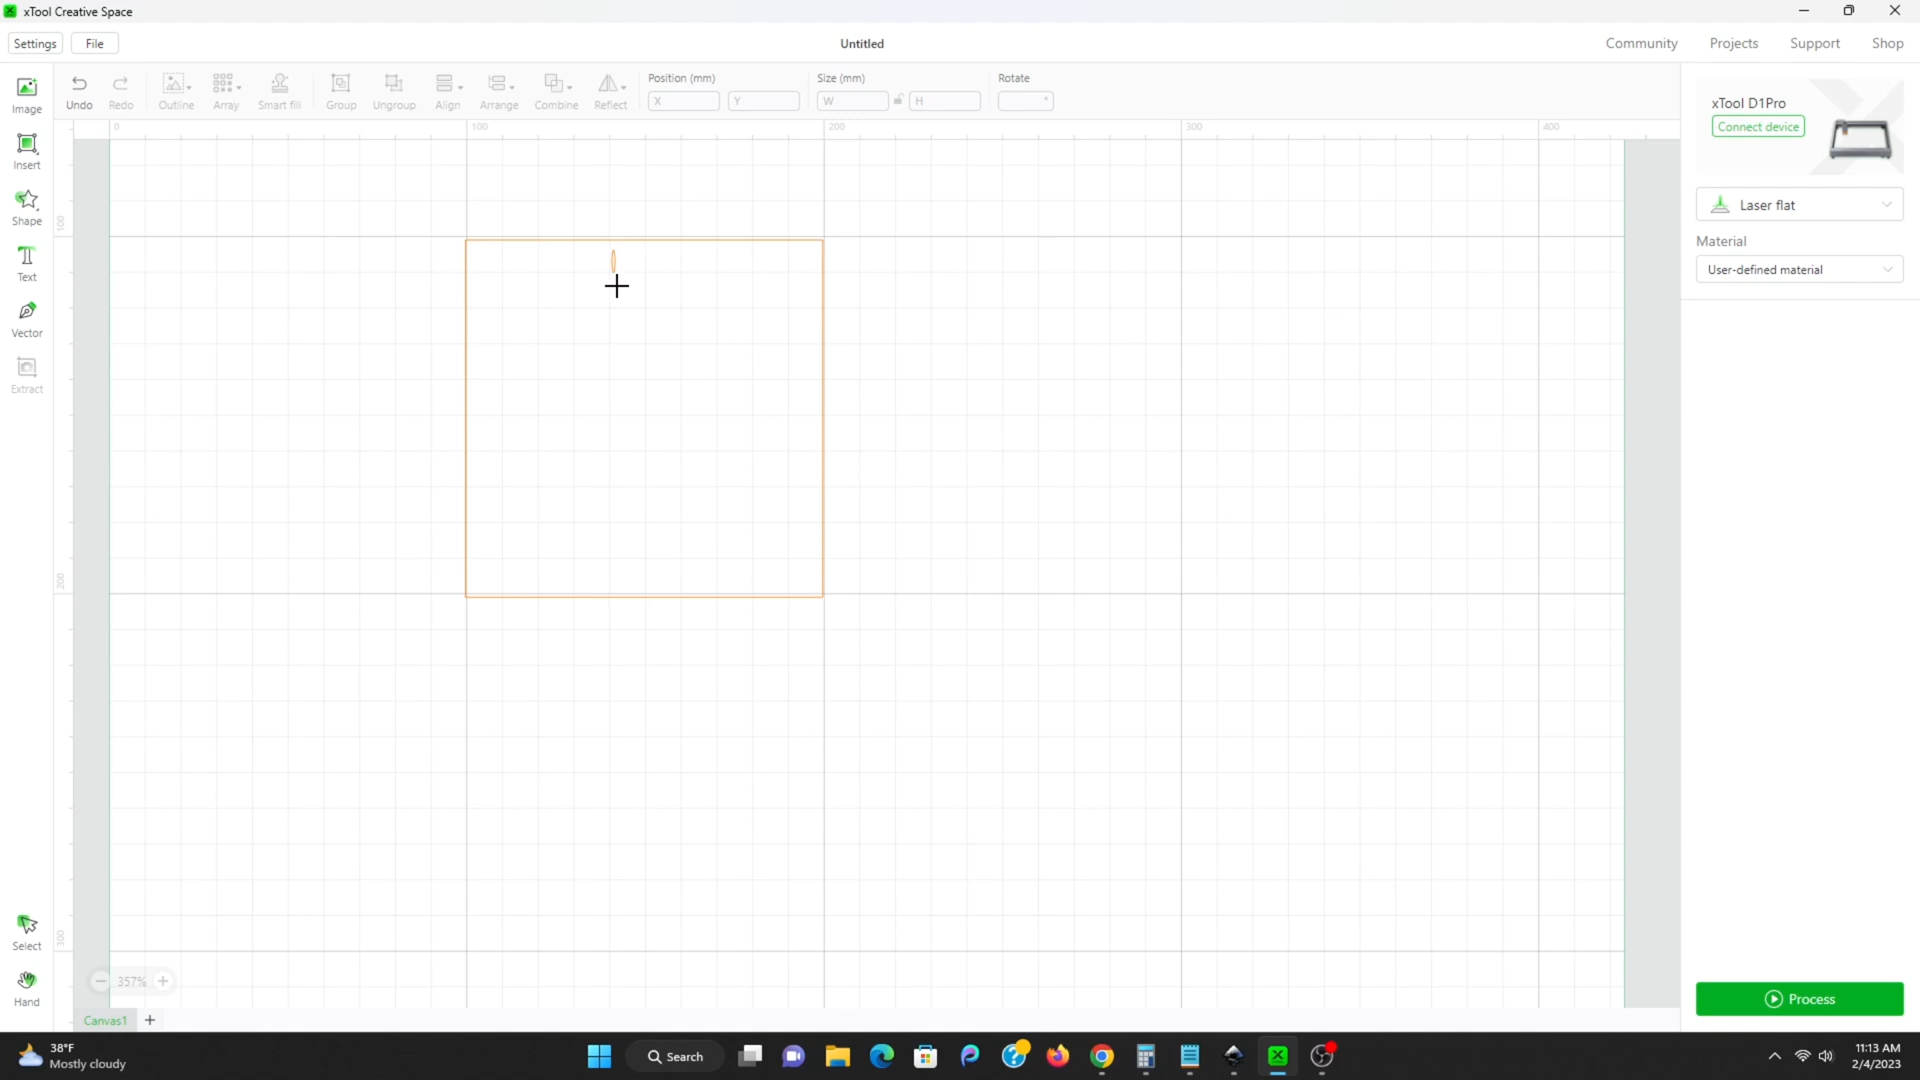 xTool Creative Space
Settings File Untitled Community Projects Support Shop
Image
Insert
Shape
Text
Vector
Extract
Select
Hand
Undo Redo Outline Array Smart fill Group Ungroup Align Arrange Combine Reflect
Position (mm) Size (mm) Rotate
X Y W H °
0 100 200 300 400
100
200
300
xTool D1Pro
Connect device
Laser flat
Material
User-defined material
357%
Canvas1
Process
38°F
Mostly cloudy
Search
11:13 AM
2/4/2023